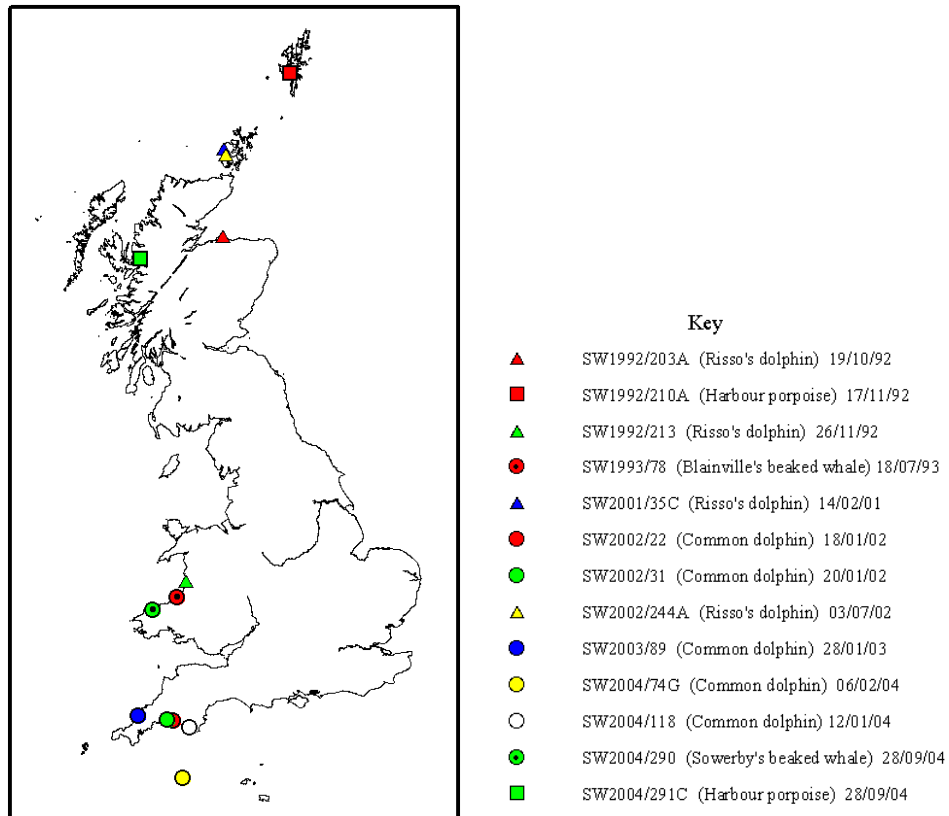 Key
SW1992/203A (Risso's dolphin) 19/10/92
SW1992/210A (Harbour porpoise) 17/11/92
SW1992/213 (Risso's dolphin) 26/11/92
SW1993/78 (Blainville's beaked whale) 18/07/93
SW2001/35C (Risso's dolphin) 14/02/01
SW2002/22 (Common dolphin) 18/01/02
SW2002/31 (Common dolphin) 20/01/02
SW2002/244A (Risso's dolphin) 03/07/02
SW2003/89 (Common dolphin) 28/01/03
SW2004/74G (Common dolphin) 06/02/04
SW2004/118 (Common dolphin) 12/01/04
SW2004/290 (Sowerby's beaked whale) 28/09/04
SW2004/291C (Harbour porpoise) 28/09/04